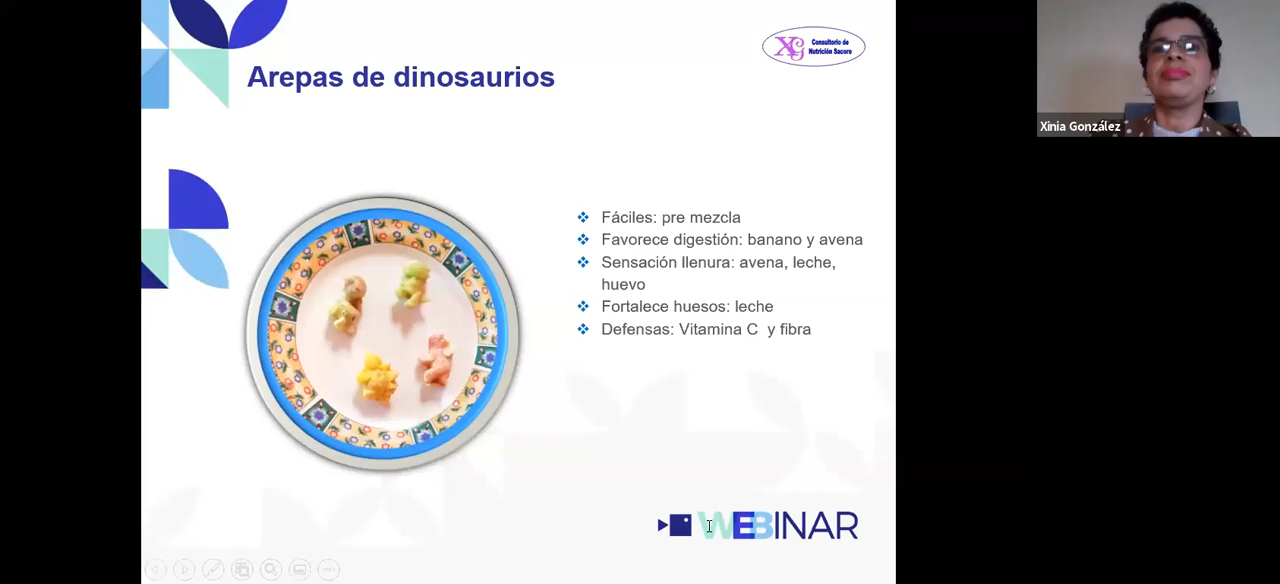 Consultorio de
Nutrición Sacore
Arepas de dinosaurios
Xinia González
Fáciles: pre mezcla
Favorece digestión: banano y avena
Sensación llenura: avena, leche,
huevo
Fortalece huesos: leche
Defensas: Vitamina C y fibra
WEBINAR